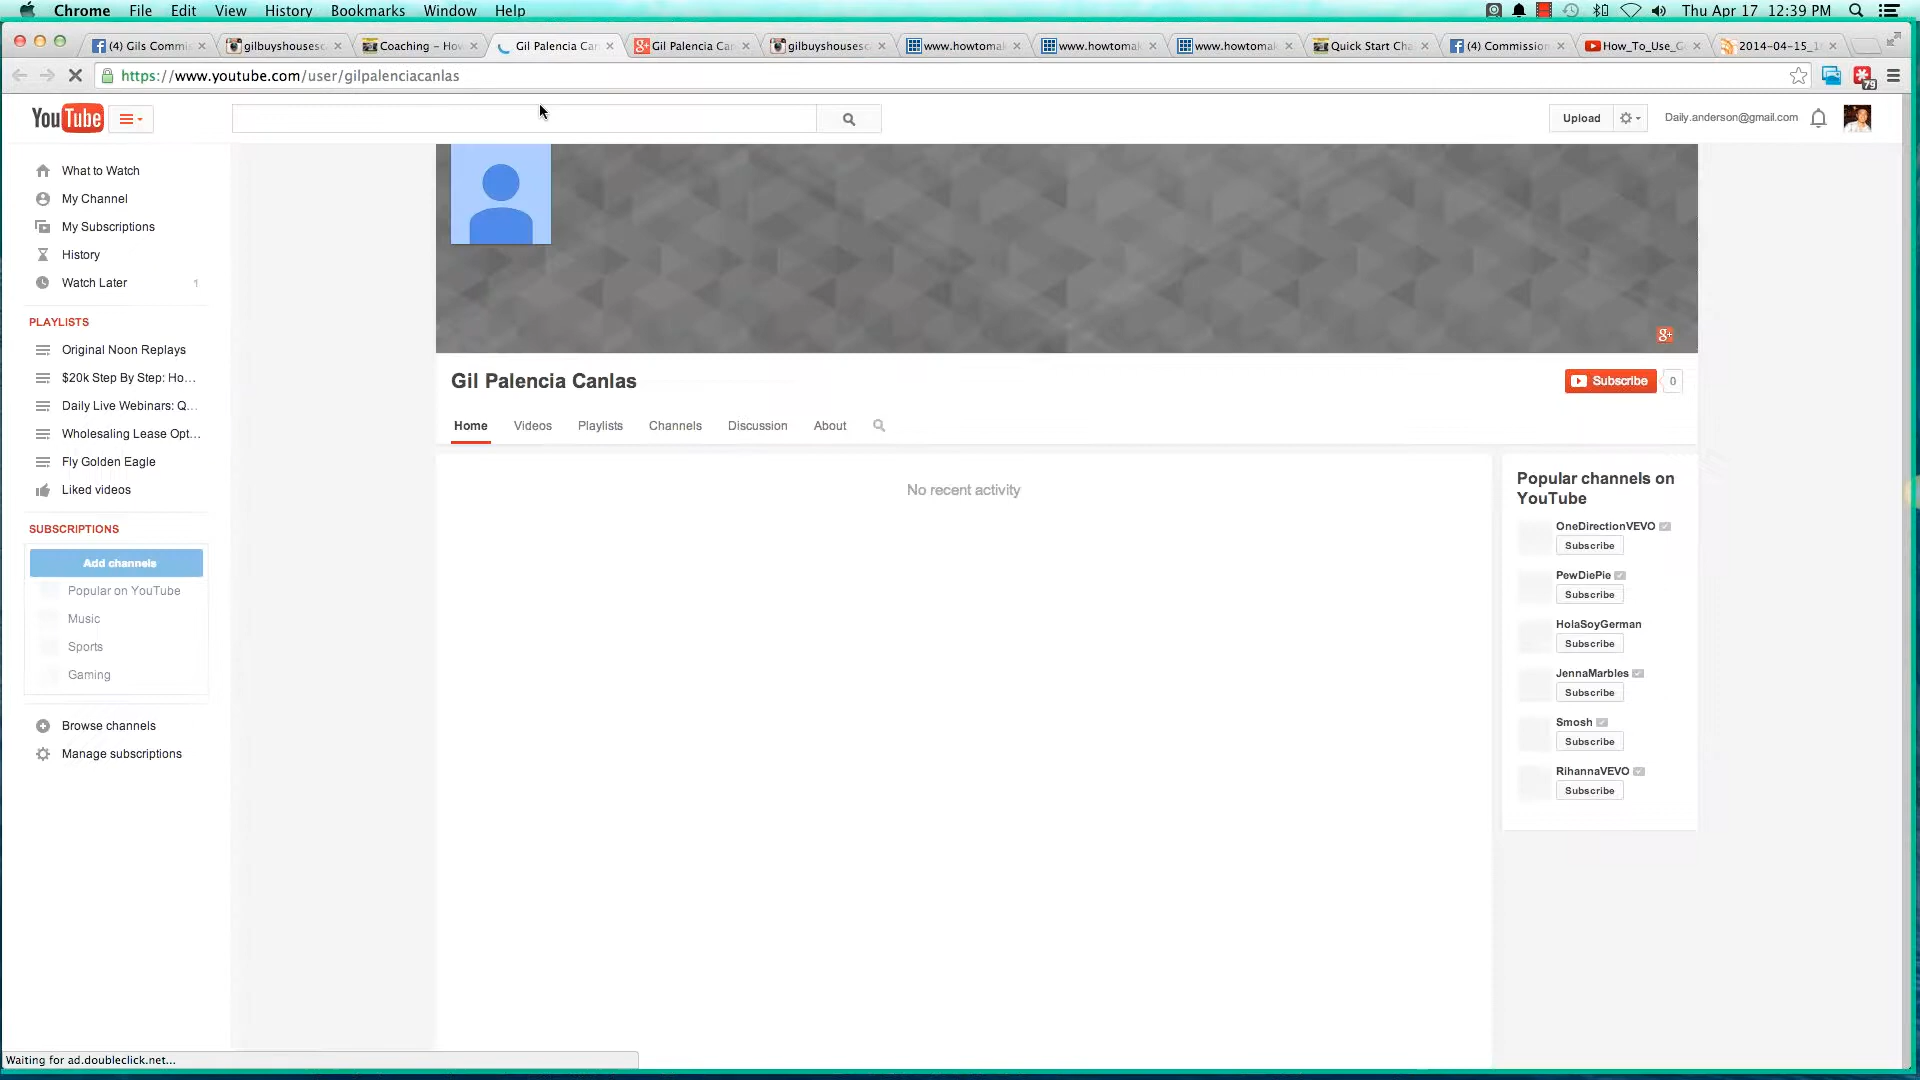 Chrome File Edit View History Bookmarks Window Help Thu Apr 17 12:39 PM
(4) Gils Commis gilbuyshouses Coaching – How Gil Palencia Can Gil Palencia Can gilbuyshousesc www.howtomak www.howtomak www.howtomak Quick Start Cha (4) Commission How_To_Use_G 2014-04-15_1
https://www.youtube.com/user/gilpalenciacanlas 79
YouTube Upload Daily.anderson@gmail.com
What to Watch
My Channel
My Subscriptions
History
Watch Later 1
PLAYLISTS
Original Noon Replays
$20k Step By Step: Ho...
Daily Live Webinars: Q...
Wholesaling Lease Opt...
Fly Golden Eagle
Liked videos
SUBSCRIPTIONS
Add channels
Popular on YouTube
Music
Sports
Gaming
Browse channels
Manage subscriptions
g+
Gil Palencia Canlas Subscribe 0
Home Videos Playlists Channels Discussion About
No recent activity
Popular channels on
YouTube
OneDirectionVEVO
Subscribe
PewDiePie
Subscribe
HolaSoyGerman
Subscribe
JennaMarbles
Subscribe
Smosh
Subscribe
RihannaVEVO
Subscribe
Waiting for ad.doubleclick.net...